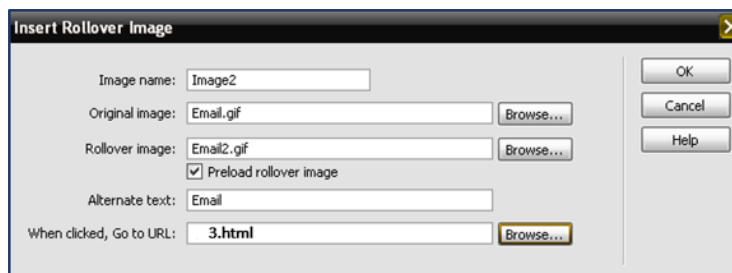 Insert Rollover Image
Image name: Image2
OK
Original image: Email.gif Browse...
Cancel
Rollover image: Email2.gif Browse...
Help
Preload rollover image
Alternate text: Email
When clicked, Go to URL: 3.html Browse...